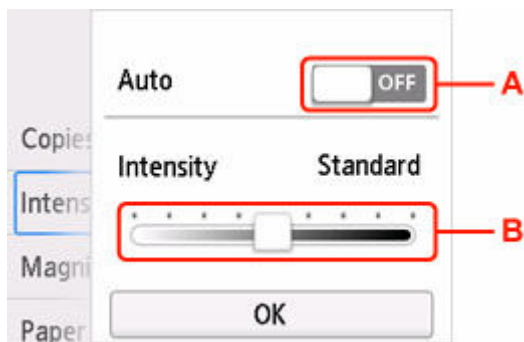 Auto OFF A
Copies
Intensity Standard
Intens
B
Magni
OK
Paper